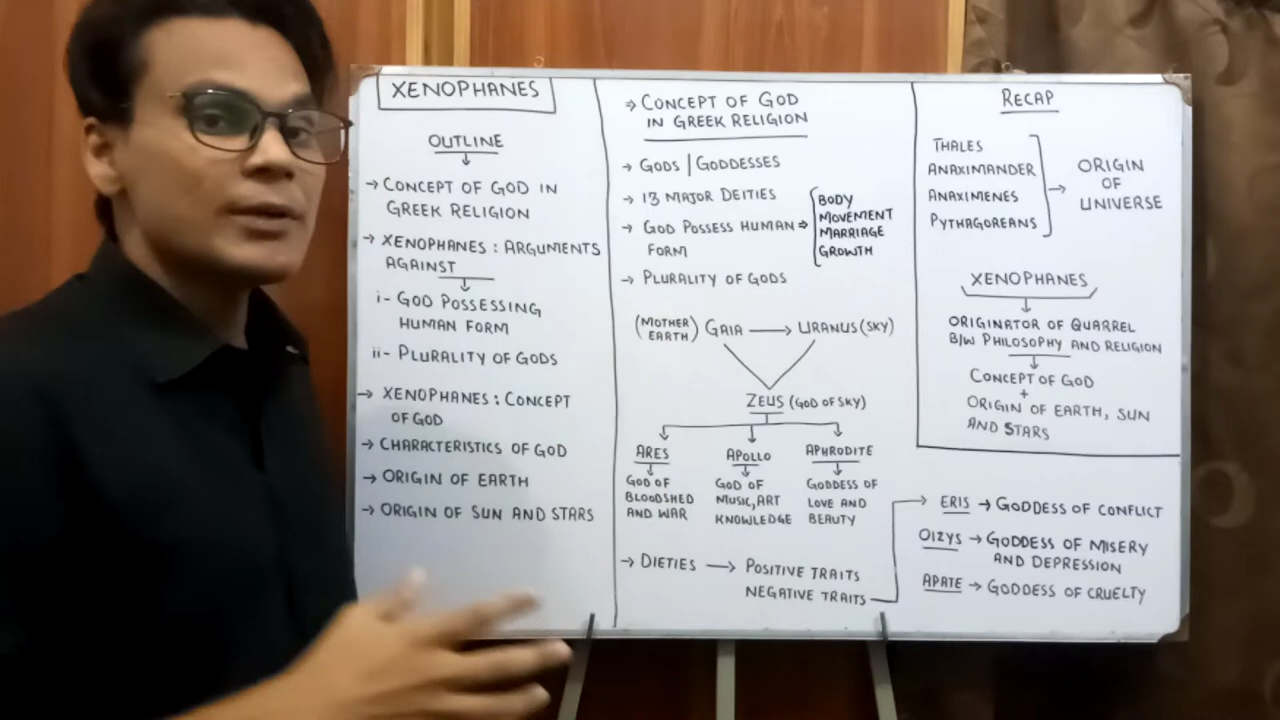 XENOPHANES
OUTLINE
↓
→ CONCEPT OF GOD IN
GREEK RELIGION
→ XENOPHANES : ARGUMENTS
AGAINST
↓
i- GOD POSSESSING
HUMAN FORM
ii- PLURALITY OF GODS
→ XENOPHANES : CONCEPT
OF GOD
→ CHARACTERISTICS OF GOD
→ ORIGIN OF EARTH
→ ORIGIN OF SUN AND STARS
⇒ CONCEPT OF GOD
IN GREEK RELIGION
→ GODS | GODDESSES
→ 13 MAJOR DEITIES
→ GOD POSSESS HUMAN ⇒
FORM
BODY
MOVEMENT
MARRIAGE
GROWTH
→ PLURALITY OF GODS
(MOTHER EARTH) GAIA → URANUS (SKY)
ZEUS (GOD OF SKY)
ARES
↓
GOD OF
BLOODSHED
AND WAR
APOLLO
↓
GOD OF
MUSIC, ART
KNOWLEDGE
APHRODITE
↓
GODDESS OF
LOVE AND
BEAUTY
→ DIETIES → POSITIVE TRAITS
NEGATIVE TRAITS
RECAP
THALES
ANAXIMANDER
ANAXIMENES
PYTHAGOREANS
→ ORIGIN
OF
UNIVERSE
XENOPHANES
↓
ORIGINATOR OF QUARREL
B/W PHILOSOPHY AND RELIGION
↓
CONCEPT OF GOD
+
ORIGIN OF EARTH, SUN
AND STARS
→ ERIS → GODDESS OF CONFLICT
OIZYS → GODDESS OF MISERY
AND DEPRESSION
APATE → GODDESS OF CRUELTY